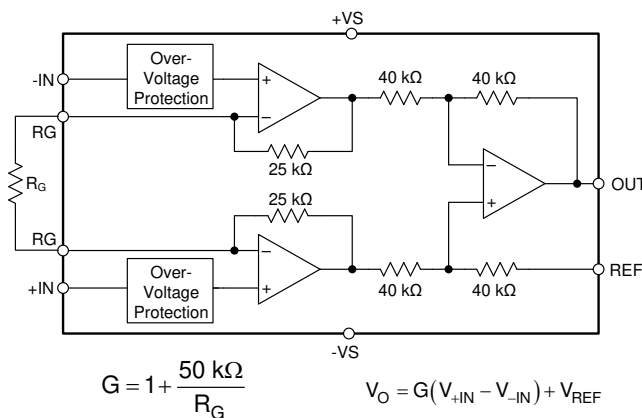 +VS
Over-
Voltage
Protection
-IN
40 kΩ
40 kΩ
+
−
RG
25 kΩ
RG
−
+
OUT
25 kΩ
RG
−
+
+IN
Over-
Voltage
Protection
40 kΩ
40 kΩ
REF
-VS
G = 1 + 50 kΩ / RG
VO = G(V+IN − V−IN) + VREF